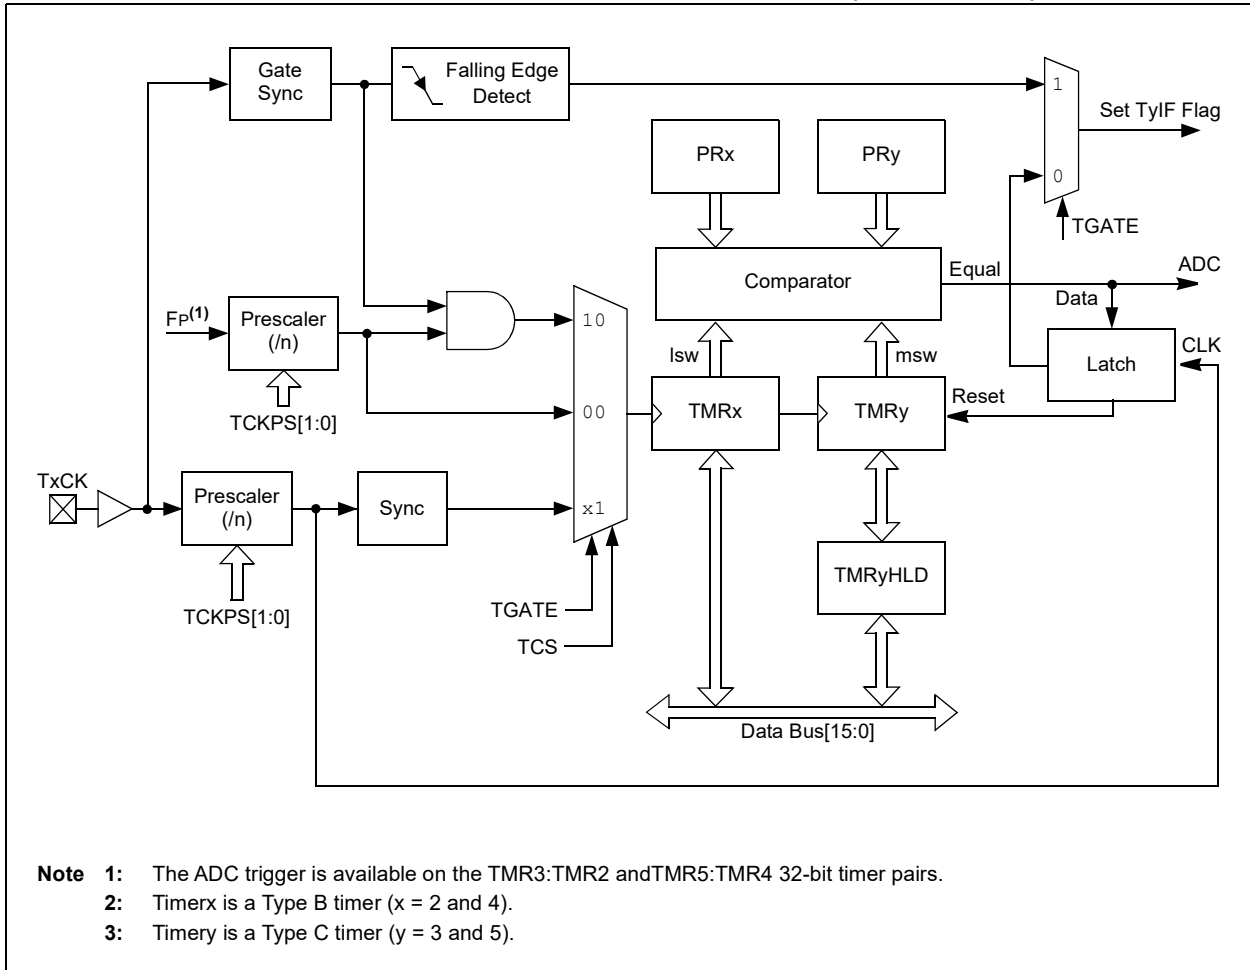 Gate
Sync
Falling Edge
Detect
1
Set TyIF Flag
PRx
PRy
0
TGATE
Comparator
Equal
ADC
Data
FP(1)
Prescaler
(/n)
10
lsw
msw
Latch
CLK
TCKPS[1:0]
00
TMRx
TMRy
Reset
TxCK
Prescaler
(/n)
Sync
x1
TMRyHLD
TCKPS[1:0]
TGATE
TCS
Data Bus[15:0]
Note 1: The ADC trigger is available on the TMR3:TMR2 andTMR5:TMR4 32-bit timer pairs.
2: Timerx is a Type B timer (x = 2 and 4).
3: Timery is a Type C timer (y = 3 and 5).